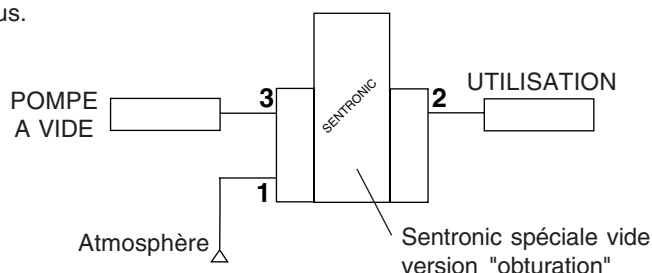 us.
POMPE
A VIDE
3
SENTRONIC
2
UTILISATION
1
Atmosphère
Sentronic spéciale vide
version "obturation"